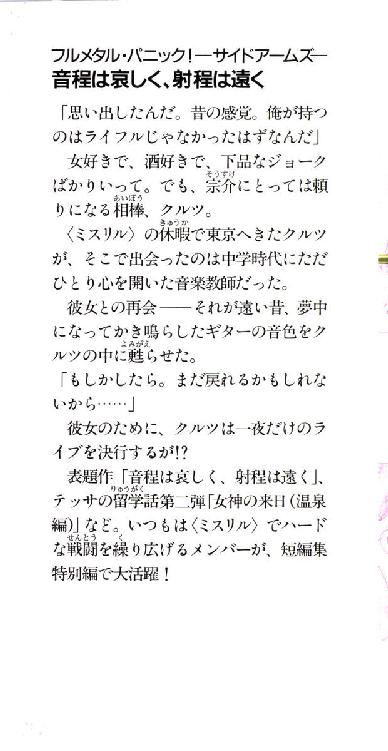 フルメタル・パニック!―サイドアームズ―
音程は哀しく、射程は遠く
「思い出したんだ。昔の感覚。俺が持つ
のはライフルじゃなかったはずなんだ」
女好きで、酒好きで、下品なジョーク
ばかりいって。でも、宗介にとっては頼
りになる相棒、クルツ。
〈ミスリル〉の休暇で東京へきたクルツ
が、そこで出会ったのは中学時代にただ
ひとり心を開いた音楽教師だった。
彼女との再会――それが遠い昔、夢中
になってかき鳴らしたギターの音色をク
ルツの中に甦らせた。
「もしかしたら。まだ戻れるかもしれな
いから……」
彼女のために、クルツは一夜だけのラ
イブを決行するが!?
表題作「音程は哀しく、射程は遠く」、
テッサの留学話第二弾「女神の来日(温泉
編)」など。いつもは〈ミスリル〉でハード
な戦闘を繰り広げるメンバーが、短編集
特別編で大活躍!